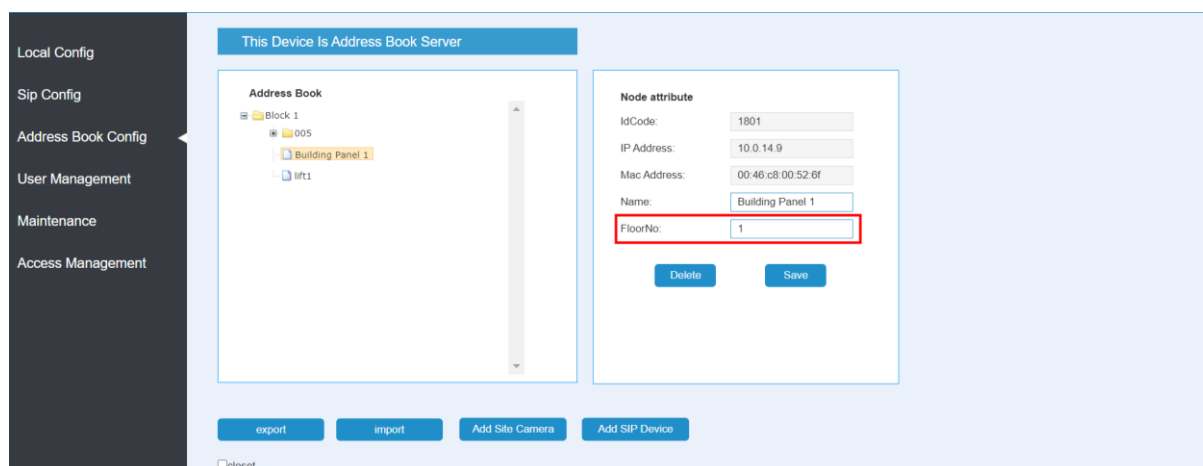 Local Config
Sip Config
Address Book Config
User Management
Maintenance
Access Management
This Device Is Address Book Server
Address Book
Block 1
005
Building Panel 1
lift1
Node attribute
IdCode: 1801
IP Address: 10.0.14.9
Mac Address: 00:46:c8:00:52:6f
Name: Building Panel 1
FloorNo: 1
Delete Save
export import Add Site Camera Add SIP Device
closet